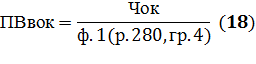 ПВвок = Чок / ф. 1(р. 280, гр. 4) (18)